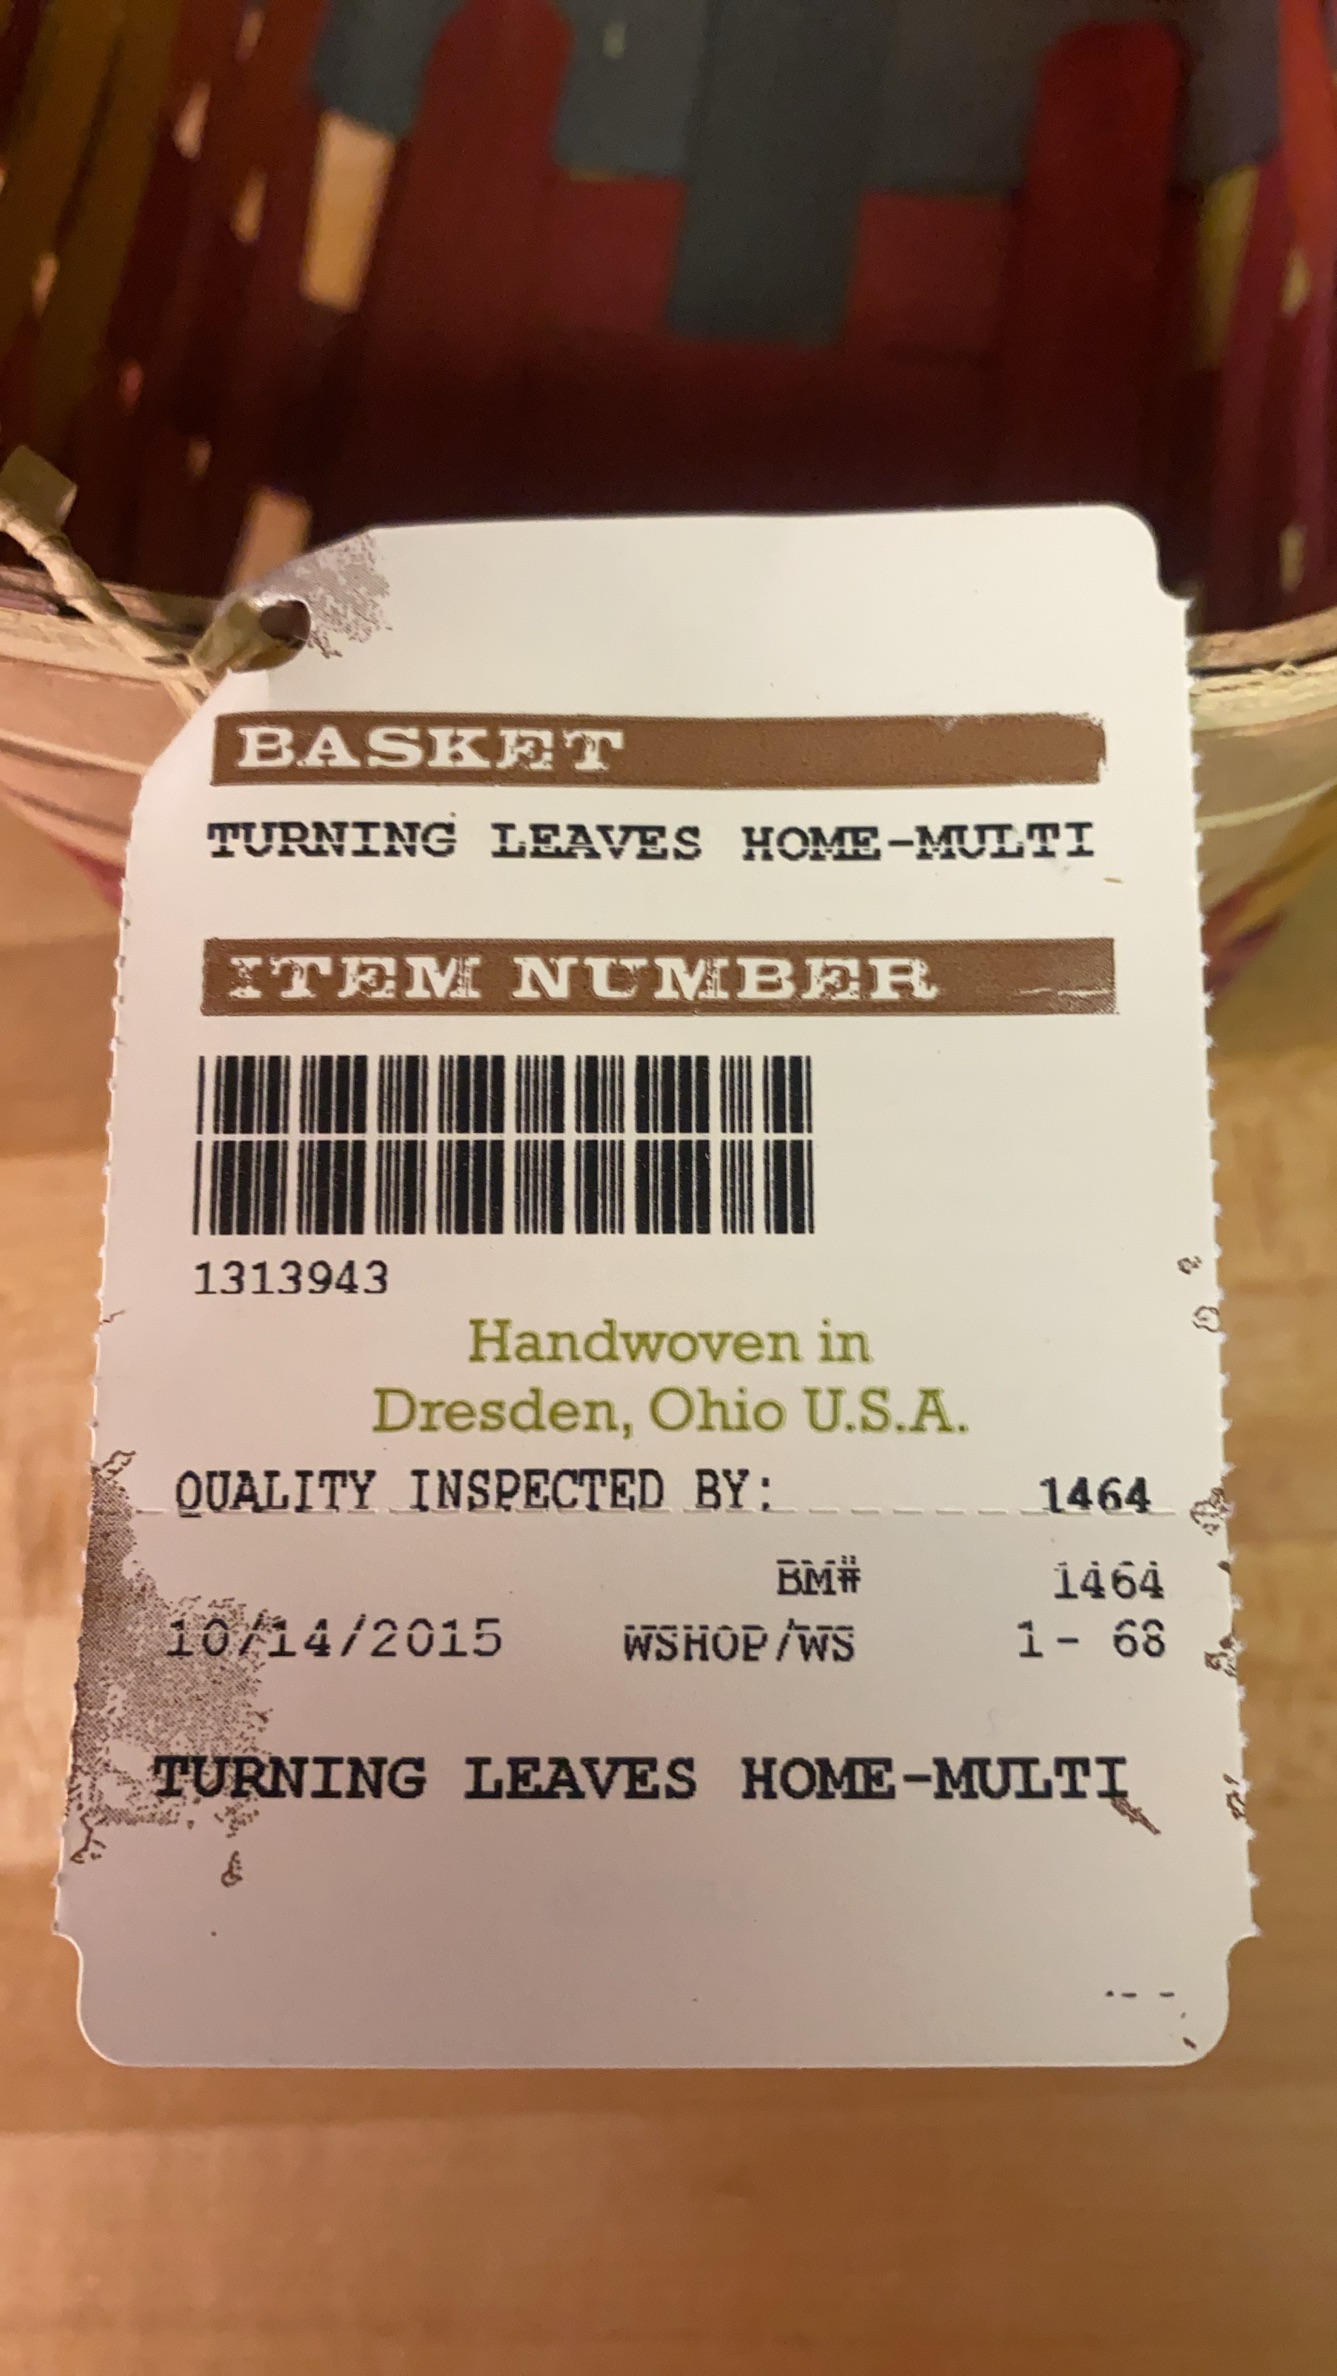 BASKET
TURNING LEAVES HOME-MULTI
ITEM NUMBER
1313943
Handwoven in
Dresden, Ohio U.S.A.
QUALITY INSPECTED BY: 1464
BM# 1464
10/14/2015 WSHOP/WS 1- 68
TURNING LEAVES HOME-MULTI